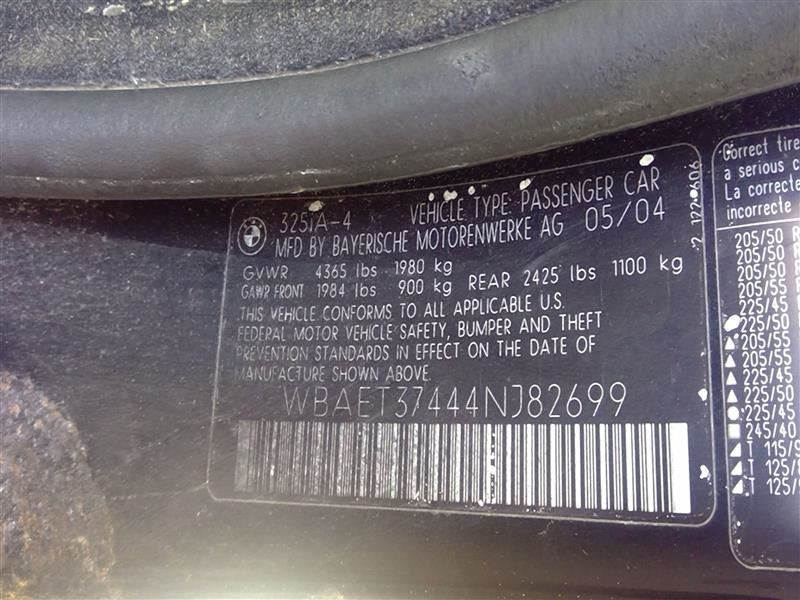 325iA-4 VEHICLE TYPE: PASSENGER CAR
MFD BY BAYERISCHE MOTORENWERKE AG 05/04
GVWR 4365 lbs 1980 kg
GAWR FRONT 1984 lbs 900 kg REAR 2425 lbs 1100 kg
THIS VEHICLE CONFORMS TO ALL APPLICABLE U.S.
FEDERAL MOTOR VEHICLE SAFETY, BUMPER AND THEFT
PREVENTION STANDARDS IN EFFECT ON THE DATE OF
MANUFACTURE SHOWN ABOVE.
WBAET37444NJ82699
Correct tire
a serious
La correcte
incorrecte
205/50 R
205/50
205/50
205/55
225/45
225/50
205/55
205/55
225/45
225/50
225/45
245/40
T 115/
T 125/
T 125/